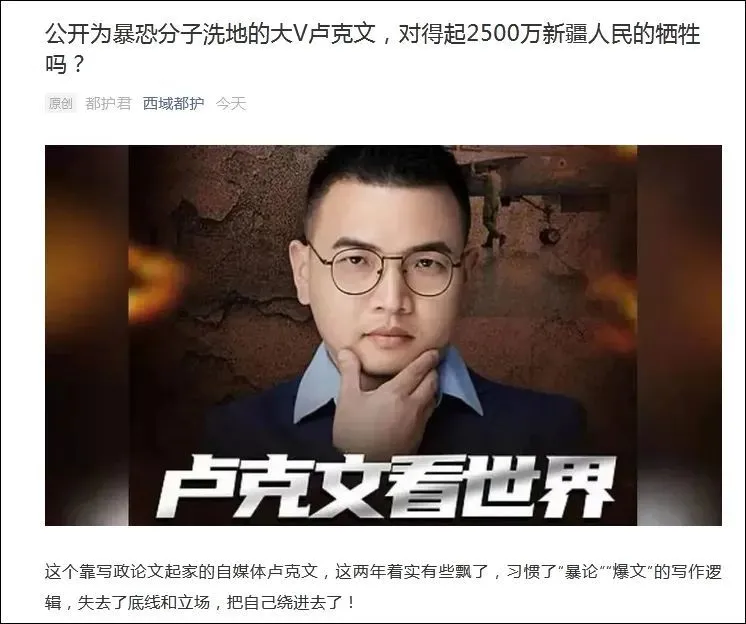 公开为暴恐分子洗地的大V卢克文，对得起2500万新疆人民的牺牲
吗？
原创 都护君 西域都护 今天
卢克文看世界
这个靠写政论文起家的自媒体卢克文，这两年着实有些飘了，习惯了“暴论”“爆文”的写作逻
辑，失去了底线和立场，把自己绕进去了！